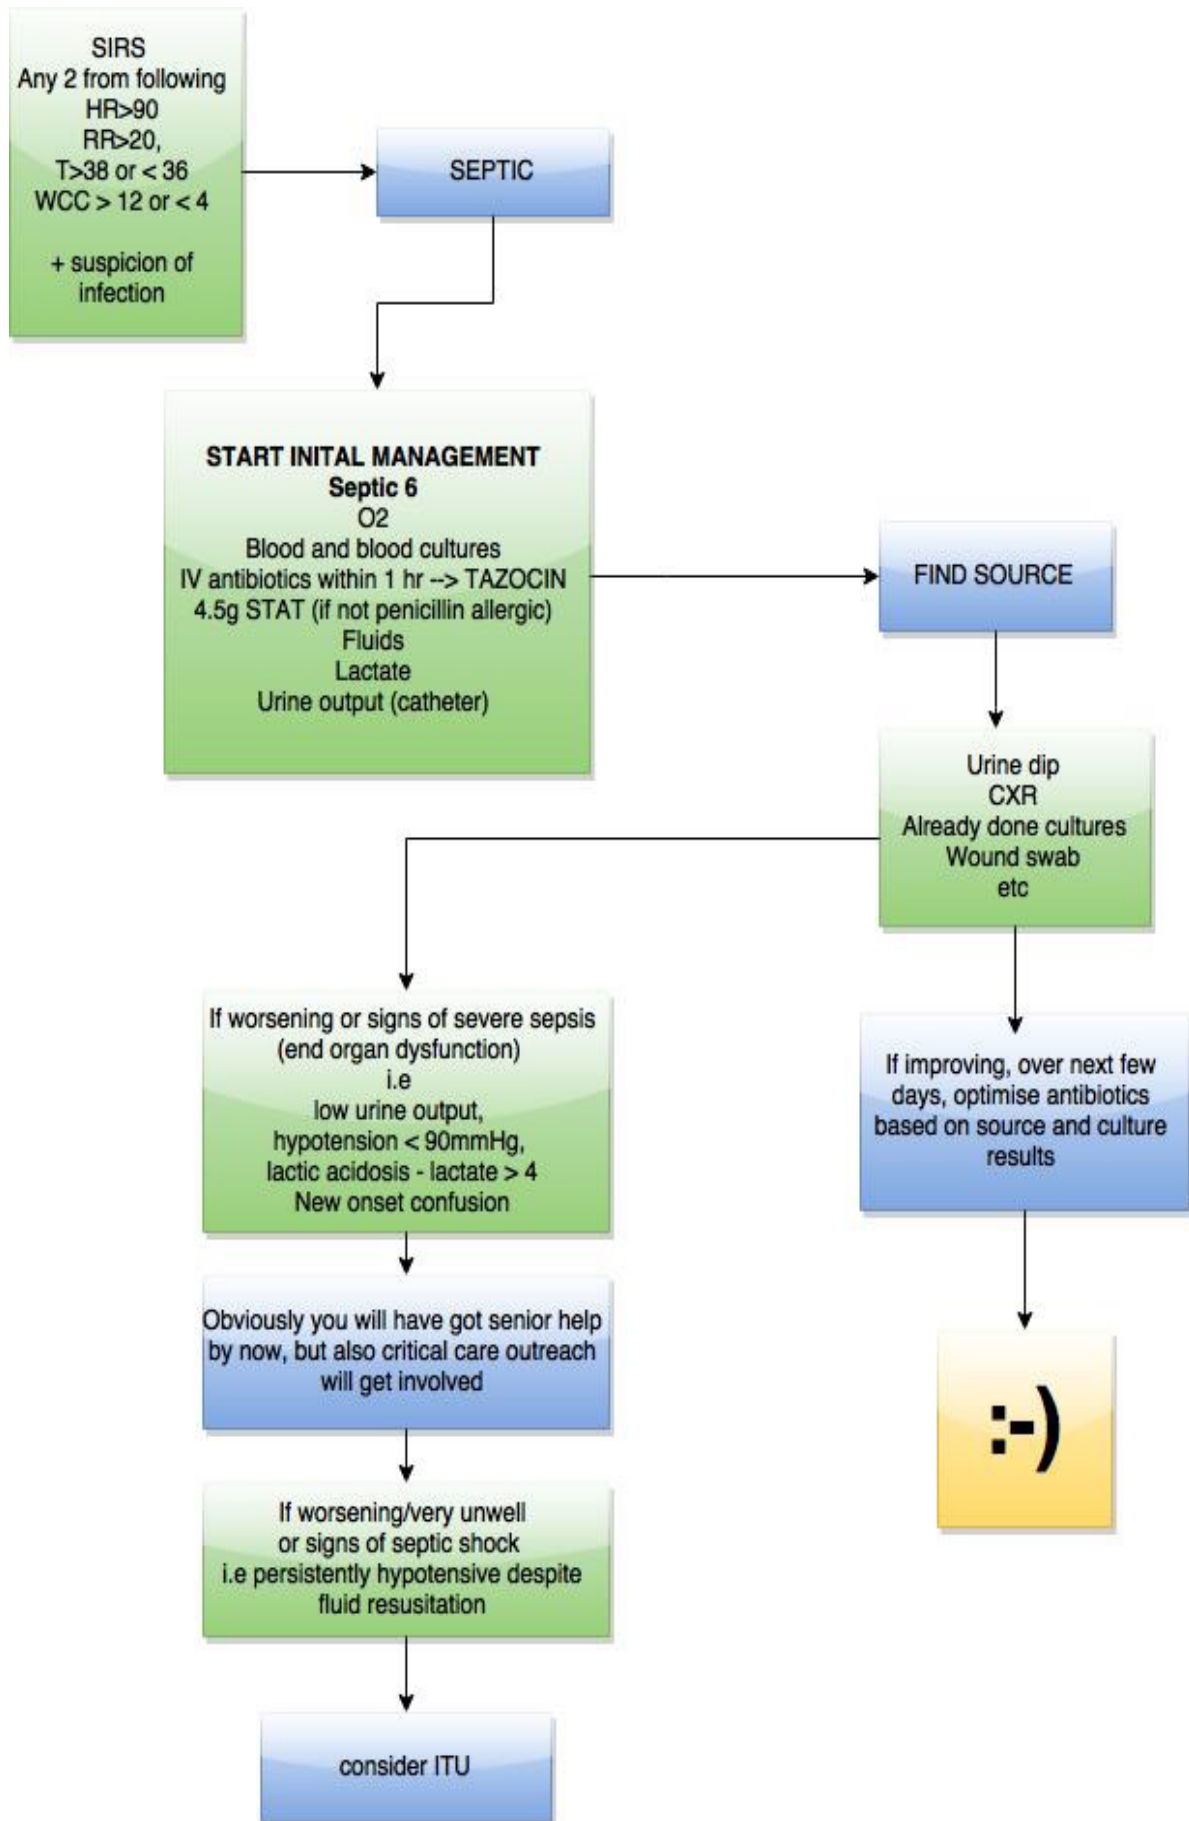 SIRS
Any 2 from following
HR>90
RR>20,
T>38 or < 36
WCC > 12 or < 4
+ suspicion of
infection
SEPTIC
START INITAL MANAGEMENT
Septic 6
O2
Blood and blood cultures
IV antibiotics within 1 hr --> TAZOCIN
4.5g STAT (if not penicillin allergic)
Fluids
Lactate
Urine output (catheter)
FIND SOURCE
Urine dip
CXR
Already done cultures
Wound swab
etc
If worsening or signs of severe sepsis
(end organ dysfunction)
i.e
low urine output,
hypotension < 90mmHg,
lactic acidosis - lactate > 4
New onset confusion
If improving, over next few
days, optimise antibiotics
based on source and culture
results
Obviously you will have got senior help
by now, but also critical care outreach
will get involved
:-)
If worsening/very unwell
or signs of septic shock
i.e persistently hypotensive despite
fluid resusitation
consider ITU